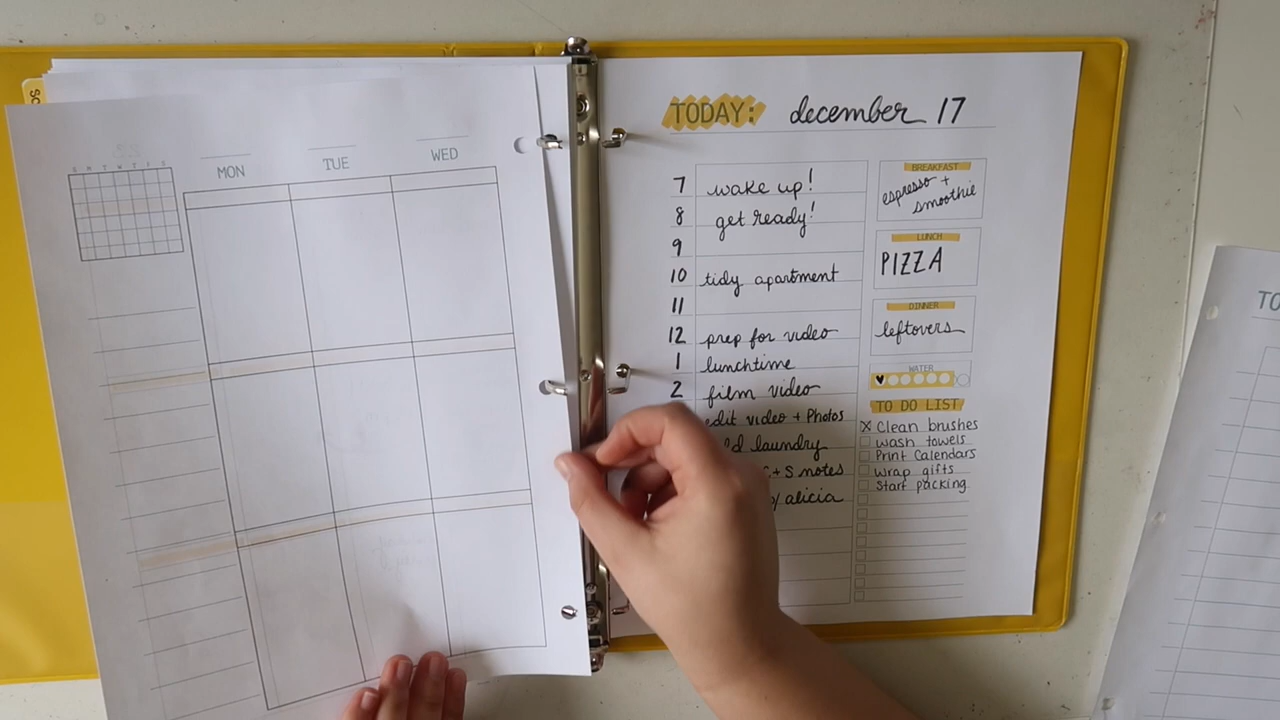 MON TUE WED
S M T W T F S
TODAY: december 17
7 wake up!
8 get ready!
9
10 tidy apartment
11
12 prep for video
1 lunchtime
2 film video
edit video + Photos
laundry
+ S notes
alicia
BREAKFAST
espresso +
smoothie
LUNCH
PIZZA
DINNER
leftovers
WATER
TO DO LIST
X Clean brushes
wash towels
Print Calendars
wrap gifts
Start packing
TO